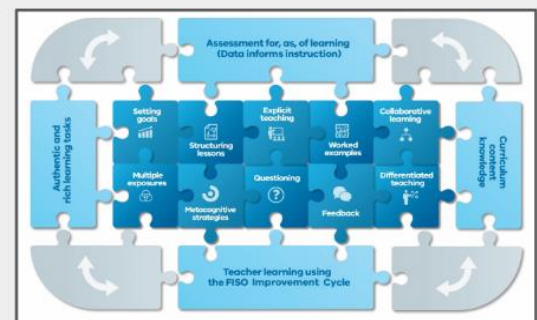 Assessment for, as, of learning
(Data informs instruction)
Authentic and
rich learning tasks
Setting
goals
Structuring
lessons
Explicit
teaching
Worked
examples
Collaborative
learning
Multiple
exposures
Metacognitive
strategies
Questioning
?
Feedback
Differentiated
teaching
Curriculum
content
knowledge
Teacher learning using
the FISO Improvement Cycle